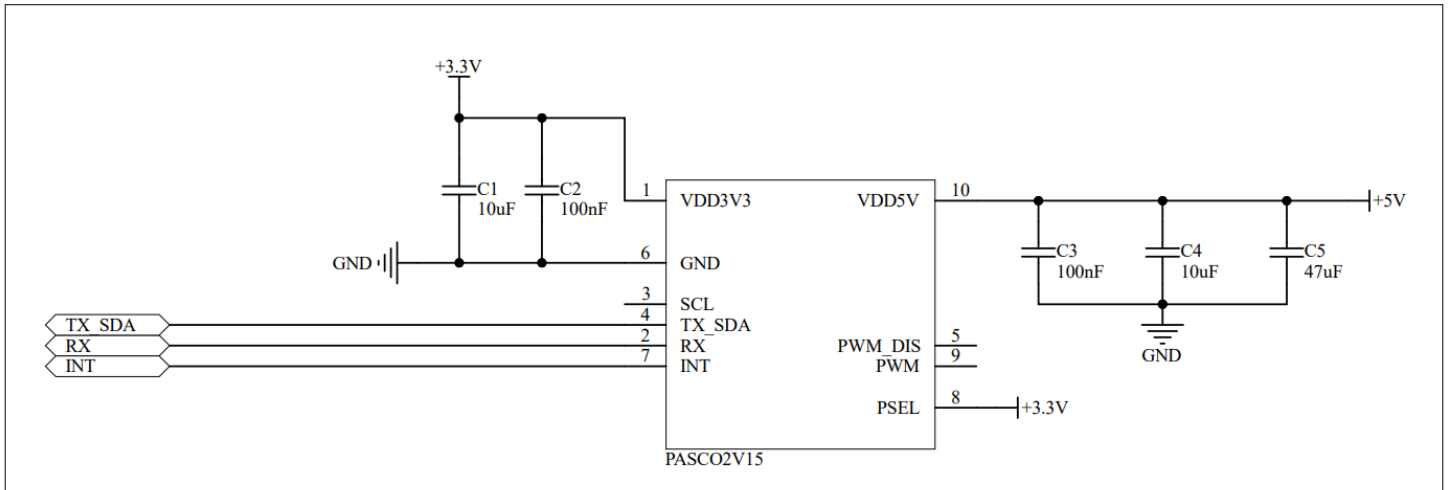 +3.3V
C1
10uF
C2
100nF
1
VDD3V3
VDD5V
10
+5V
C3
100nF
C4
10uF
C5
47uF
GND
6
GND
3
SCL
TX_SDA
4
TX_SDA
RX
2
RX
INT
7
INT
PWM_DIS
5
PWM
9
GND
PSEL
8
+3.3V
PASCO2V15